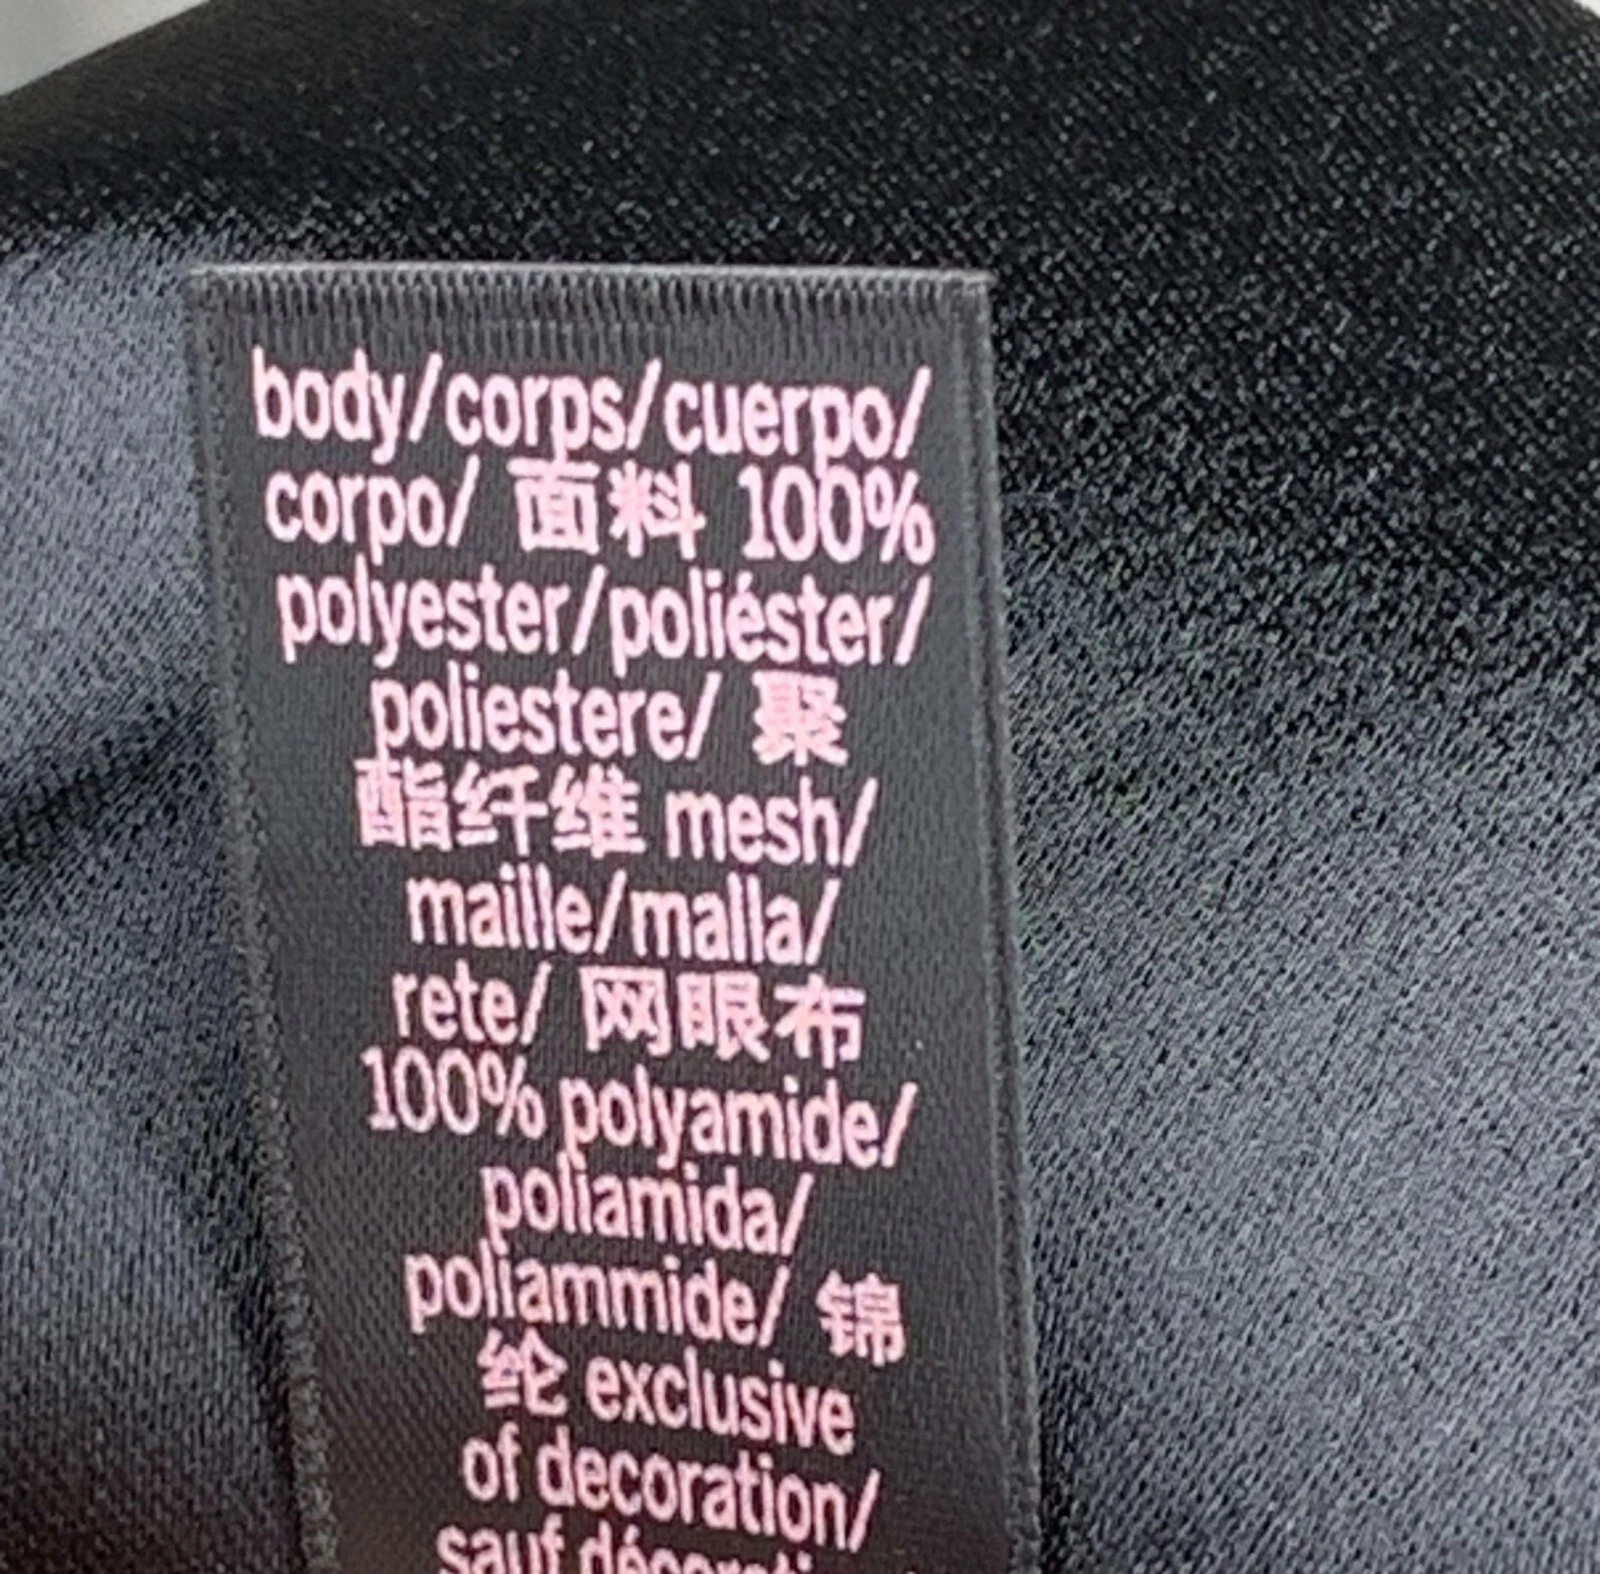 body/corps/cuerpo/
corpo/ 面料 100%
polyester/poliéster/
poliestere/ 聚
酯纤维 mesh/
maille/malla/
rete/ 网眼布
100% polyamide/
poliamida/
poliammide/ 锦
纶 exclusive
of decoration/
sauf